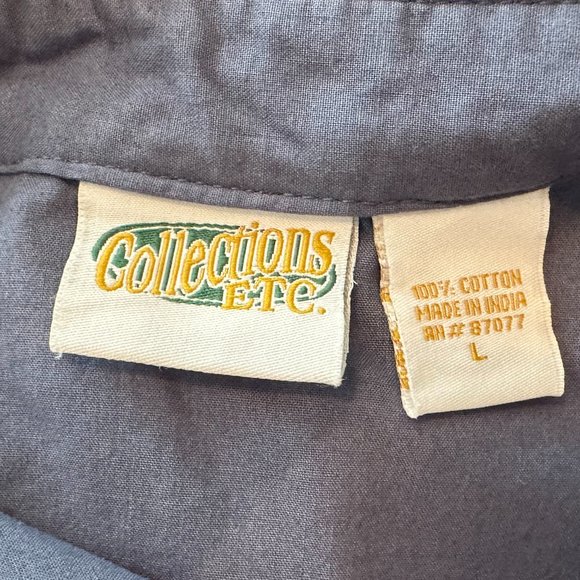 Collections
ETC.
100% COTTON
MADE IN INDIA
RN# 87077
L